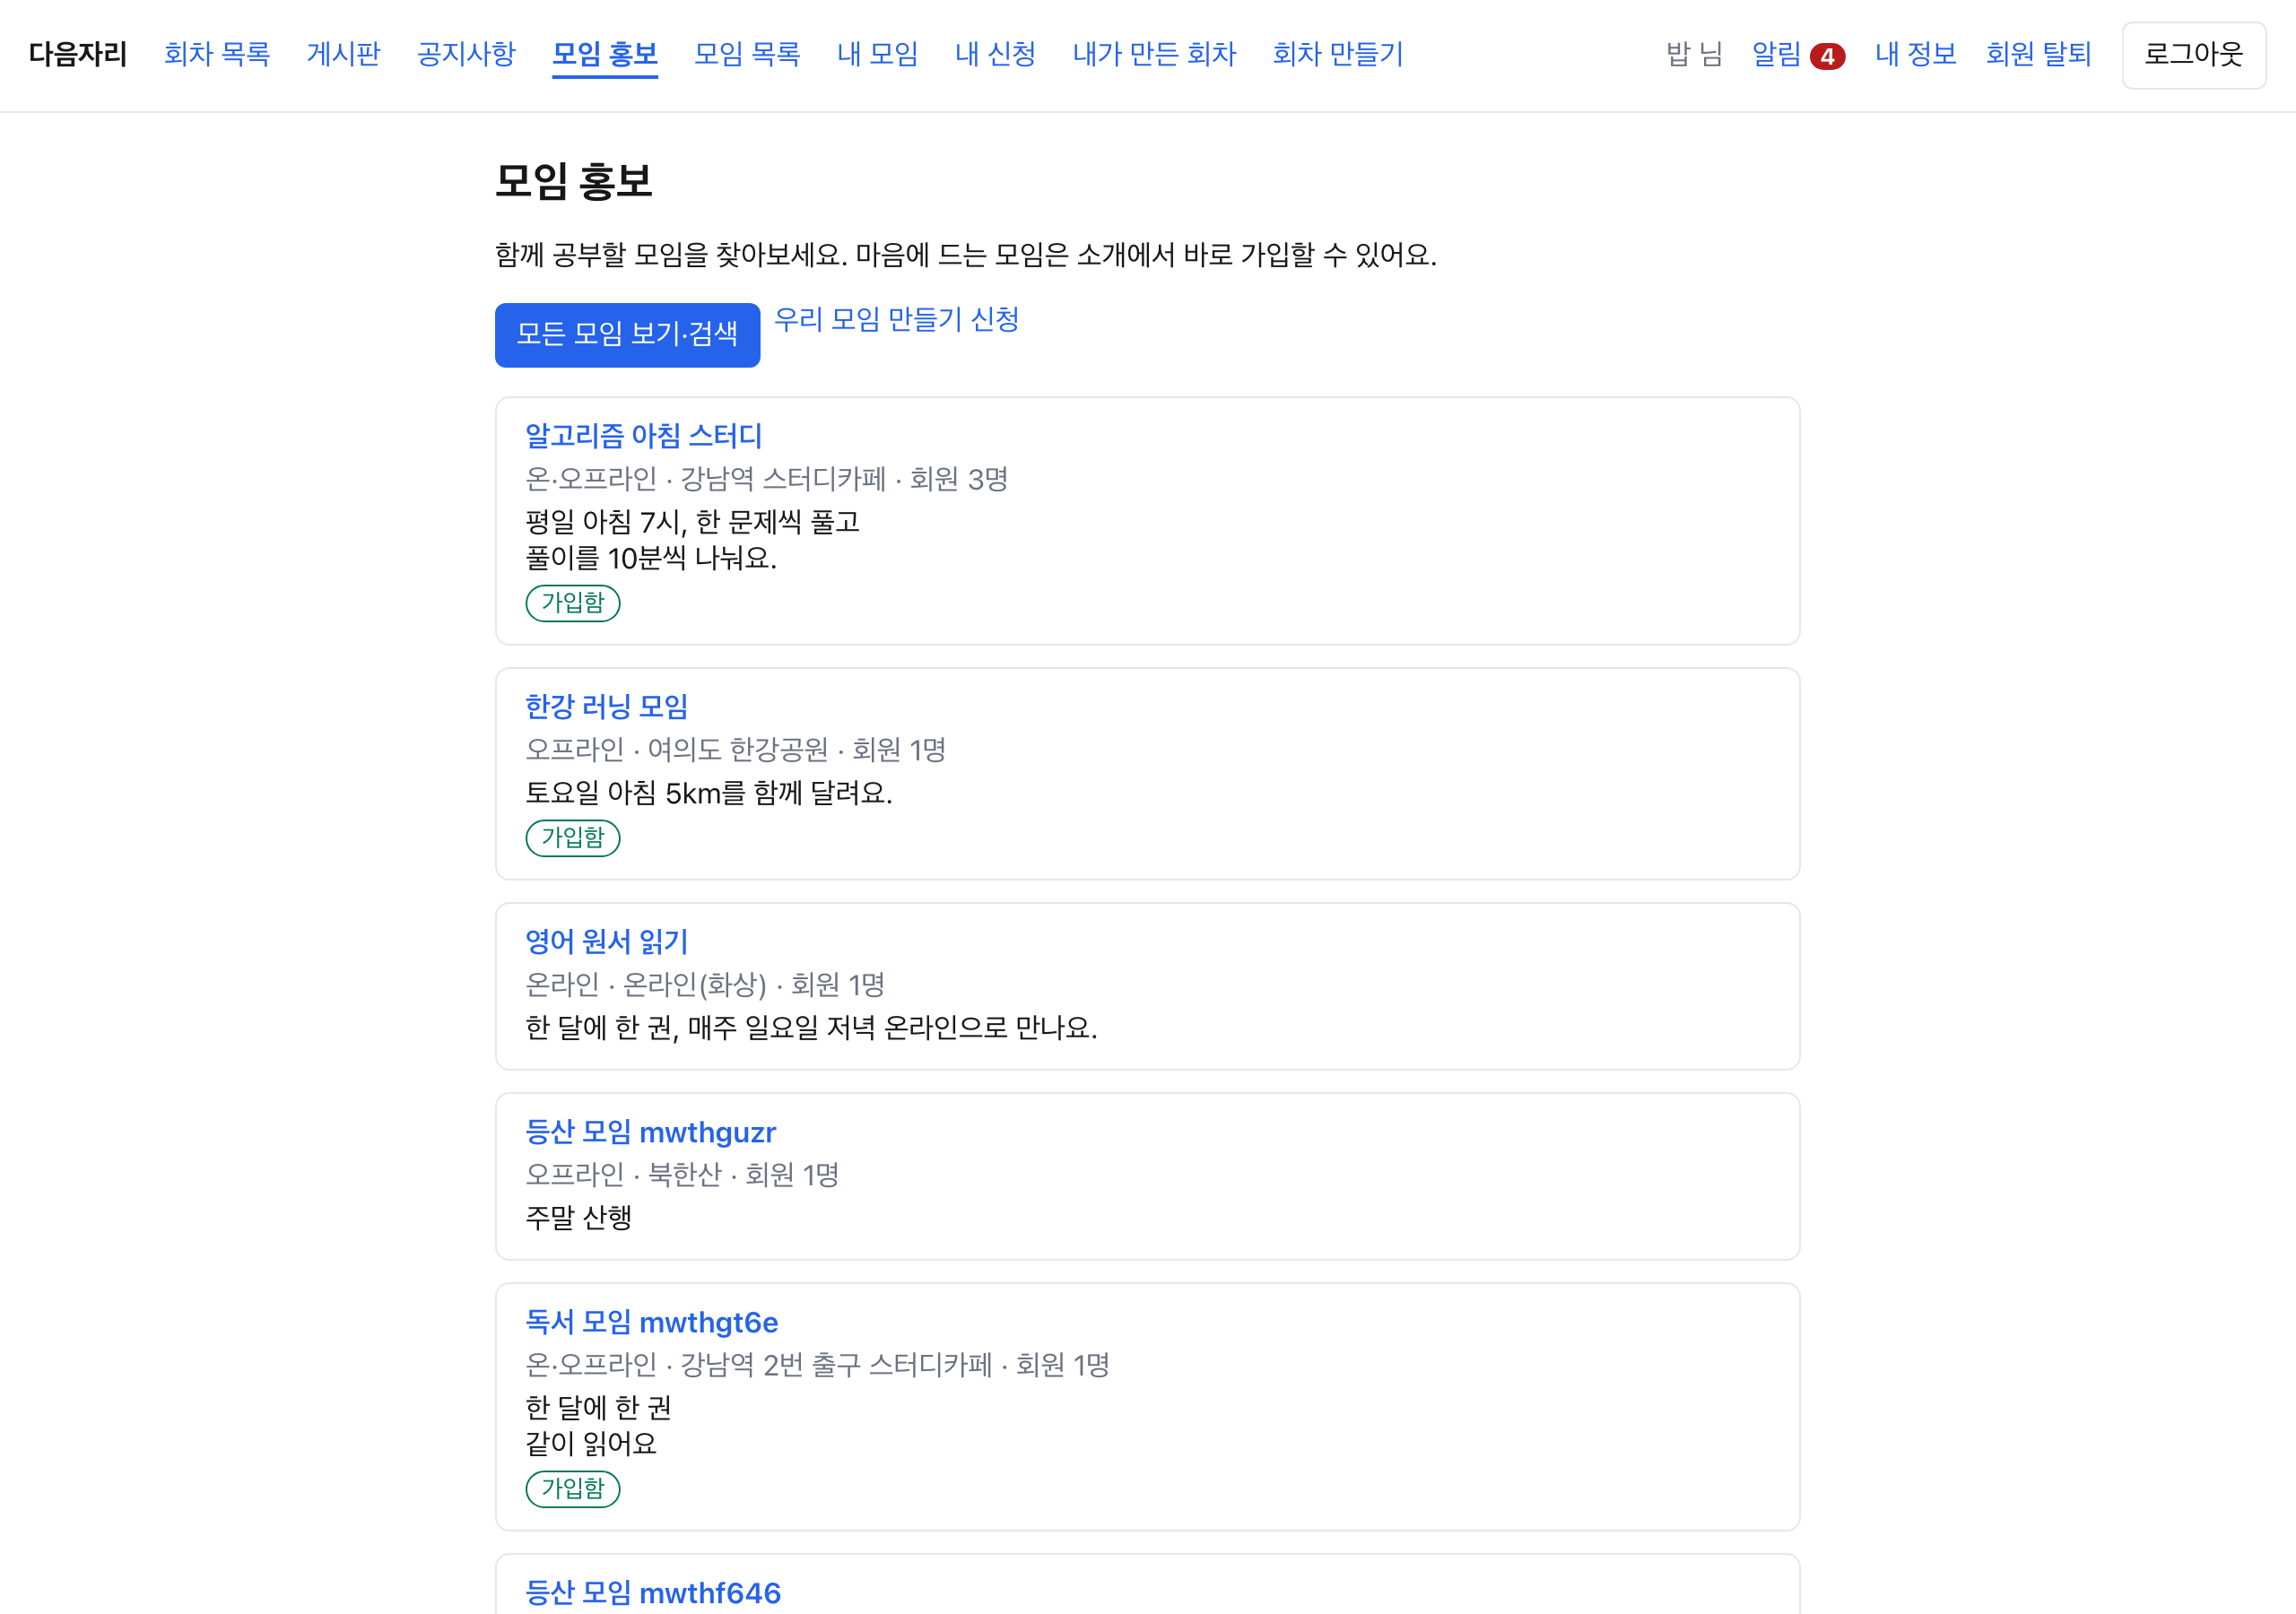 다음자리 회차 목록 게시판 공지사항 모임 홍보 모임 목록 내 모임 내 신청 내가 만든 회차 회차 만들기 밥 님 알림 4 내 정보 회원 탈퇴 로그아웃
모임 홍보
함께 공부할 모임을 찾아보세요. 마음에 드는 모임은 소개에서 바로 가입할 수 있어요.
모든 모임 보기·검색 우리 모임 만들기 신청
알고리즘 아침 스터디
온·오프라인 · 강남역 스터디카페 · 회원 3명
평일 아침 7시, 한 문제씩 풀고
풀이를 10분씩 나눠요.
가입함
한강 러닝 모임
오프라인 · 여의도 한강공원 · 회원 1명
토요일 아침 5km를 함께 달려요.
가입함
영어 원서 읽기
온라인 · 온라인(화상) · 회원 1명
한 달에 한 권, 매주 일요일 저녁 온라인으로 만나요.
등산 모임 mwthguzr
오프라인 · 북한산 · 회원 1명
주말 산행
독서 모임 mwthgt6e
온·오프라인 · 강남역 2번 출구 스터디카페 · 회원 1명
한 달에 한 권
같이 읽어요
가입함
등산 모임 mwthf646